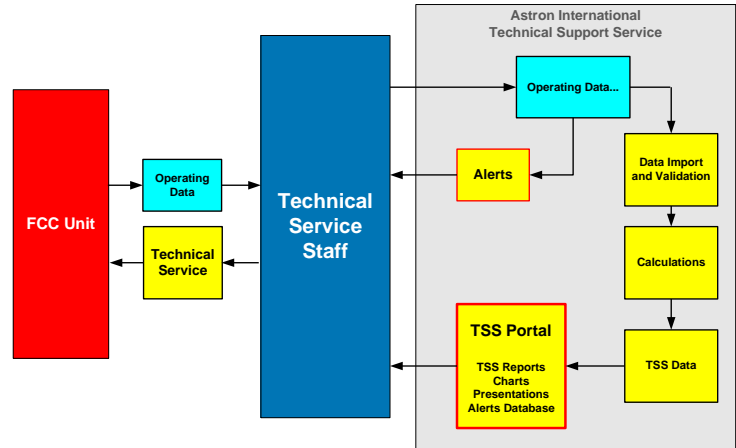 Astron International
Technical Support Service
FCC Unit
Operating
Data
Technical
Service
Technical
Service
Staff
Operating Data...
Alerts
Data Import
and Validation
Calculations
TSS Data
TSS Portal
TSS Reports
Charts
Presentations
Alerts Database